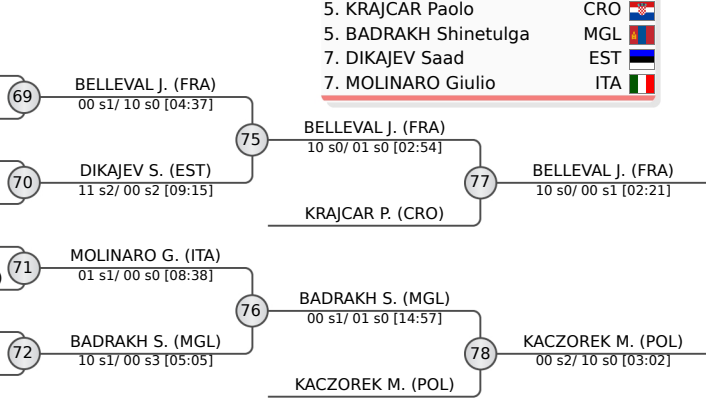 5. KRAJCAR Paolo CRO
5. BADRAKH Shinetulga MGL
7. DIKAJEV Saad EST
7. MOLINARO Giulio ITA
69
BELLEVAL J. (FRA)
00 s1/ 10 s0 [04:37]
75
BELLEVAL J. (FRA)
10 s0/ 01 s0 [02:54]
70
DIKAJEV S. (EST)
11 s2/ 00 s2 [09:15]
77
BELLEVAL J. (FRA)
10 s0/ 00 s1 [02:21]
KRAJCAR P. (CRO)
71
MOLINARO G. (ITA)
01 s1/ 00 s0 [08:38]
)
76
BADRAKH S. (MGL)
00 s1/ 01 s0 [14:57]
72
BADRAKH S. (MGL)
10 s1/ 00 s3 [05:05]
78
KACZOREK M. (POL)
00 s2/ 10 s0 [03:02]
KACZOREK M. (POL)